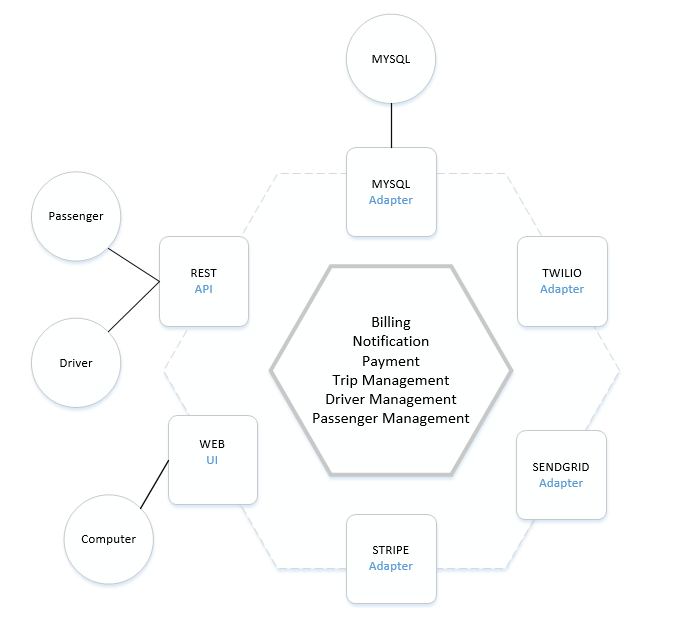 MYSQL
MYSQL
Adapter
Passenger
REST
API
TWILIO
Adapter
Driver
Billing
Notification
Payment
Trip Management
Driver Management
Passenger Management
WEB
UI
SENDGRID
Adapter
Computer
STRIPE
Adapter